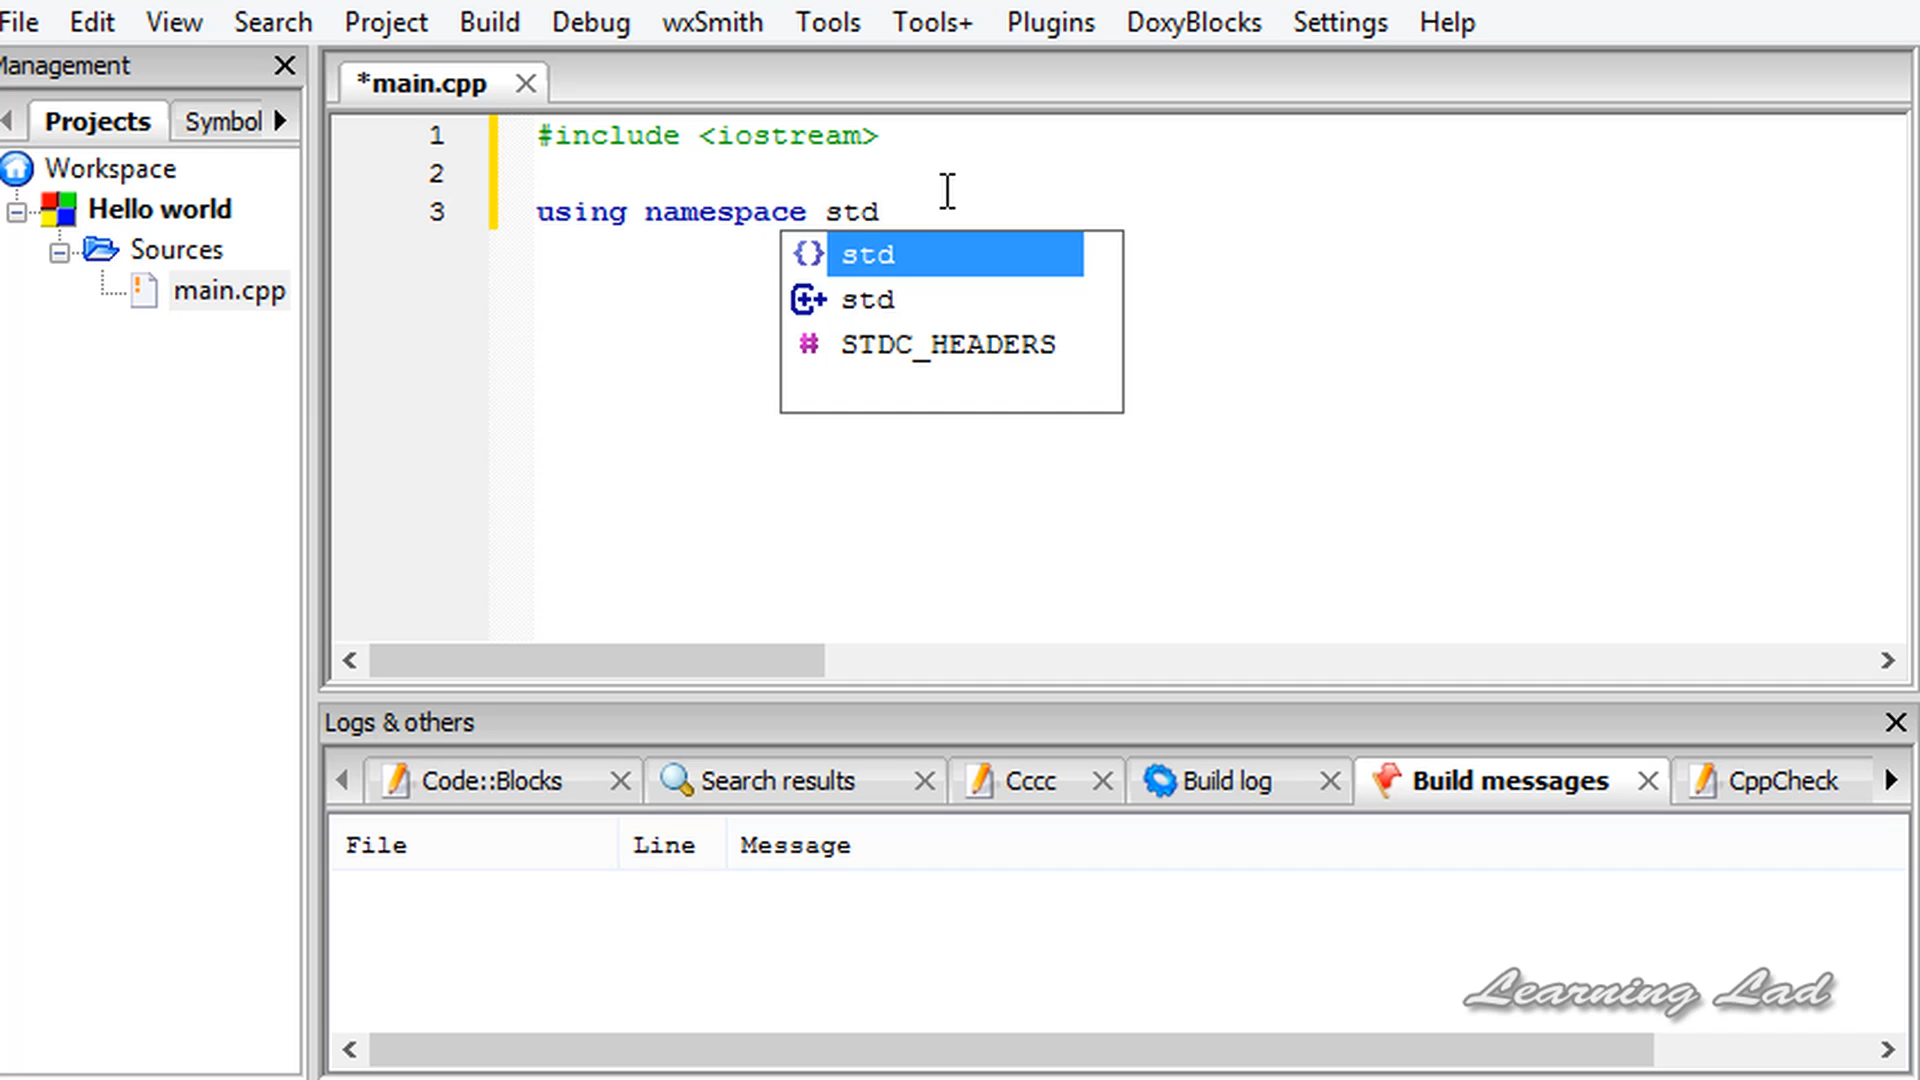 File Edit View Search Project Build Debug wxSmith Tools Tools+ Plugins DoxyBlocks Settings Help
Management
Projects Symbol
Workspace
Hello world
Sources
main.cpp
*main.cpp
1 #include <iostream>
2
3 using namespace std
std
std
STDC_HEADERS
Logs & others
Code::Blocks Search results Cccc Build log Build messages CppCheck
File Line Message
Learning Lad